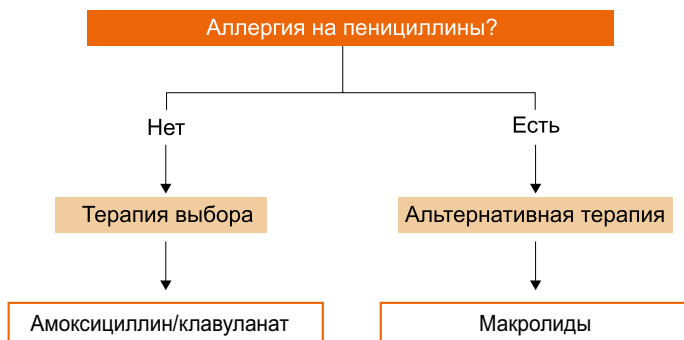 Аллергия на пенициллины?
Нет
Есть
Терапия выбора
Альтернативная терапия
Амоксициллин/клавуланат
Макролиды